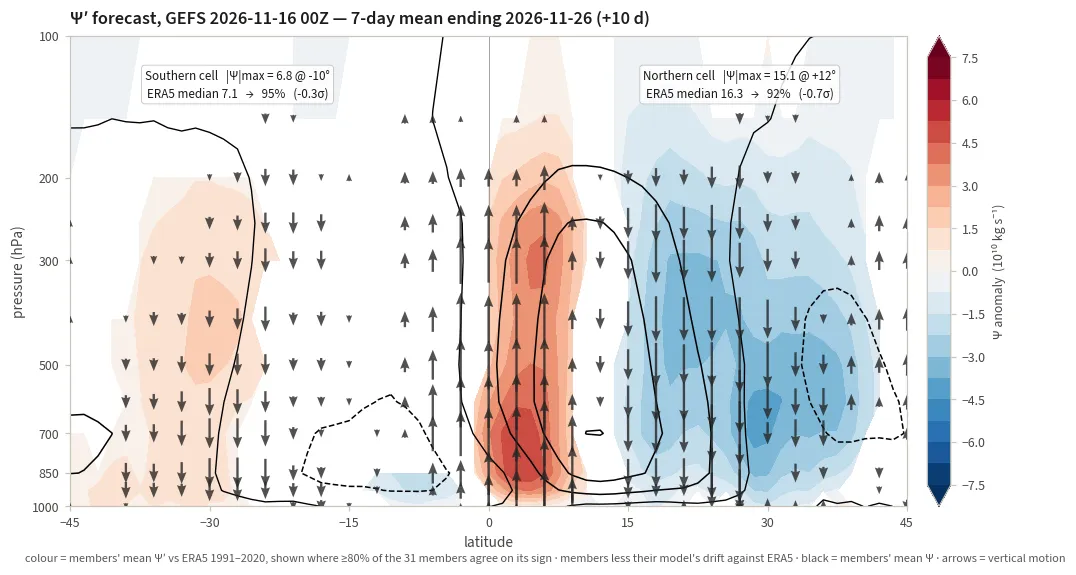 Ψ′ forecast, GEFS 2026-11-16 00Z — 7-day mean ending 2026-11-26 (+10 d)
Southern cell |Ψ|max = 6.8 @ -10°
ERA5 median 7.1 → 95% (-0.3σ)
Northern cell |Ψ|max = 15.1 @ +12°
ERA5 median 16.3 → 92% (-0.7σ)
pressure (hPa)
100
200
300
400
500
700
850
1000
−45
−30
−15
0
15
30
45
latitude
7.5
6.0
4.5
3.0
1.5
0.0
−1.5
−3.0
−4.5
−6.0
−7.5
Ψ anomaly (10¹⁰ kg s⁻¹)
colour = members' mean Ψ′ vs ERA5 1991–2020, shown where ≥80% of the 31 members agree on its sign · members less their model's drift against ERA5 · black = members' mean Ψ · arrows = vertical motion